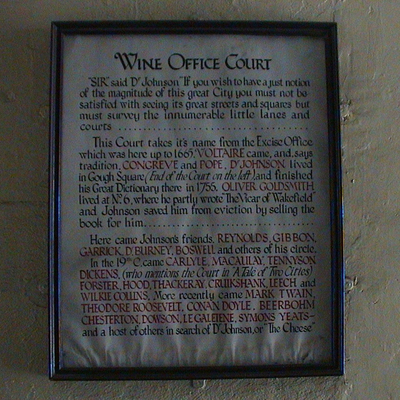 WINE OFFICE COURT
"SIR" said Dr Johnson "If you wish to have a just notion
of the magnitude of this great City you must not be
satisfied with seeing its great streets and squares but
must survey the innumerable little lanes and
courts ........................................
This Court takes it's name from the Excise Office
which was here up to 1665. VOLTAIRE came, and, says
tradition, CONGREVE and POPE. Dr JOHNSON lived
in Gough Square, (End of the Court on the left) and finished
his Great Dictionary there in 1755. OLIVER GOLDSMITH
lived at No. 6, where he partly wrote "The Vicar of Wakefield"
and Johnson saved him from eviction by selling the
book for him ........................................
Here came Johnson's friends, REYNOLDS, GIBBON,
GARRICK, Dr BURNEY, BOSWELL and others of his circle.
In the 19th C. came CARLYLE, MACAULAY, TENNYSON
DICKENS, (who mentions the Court in "A Tale of Two Cities)
FORSTER, HOOD, THACKERAY, CRUIKSHANK, LEECH and
WILKIE COLLINS. More recently came MARK TWAIN,
THEODORE ROOSEVELT, CONAN DOYLE, BEERBOHM
CHESTERTON, DOWSON, LE GALLIENE, SYMONS YEATS-
and a host of others in search of Dr Johnson, or "The Cheese"